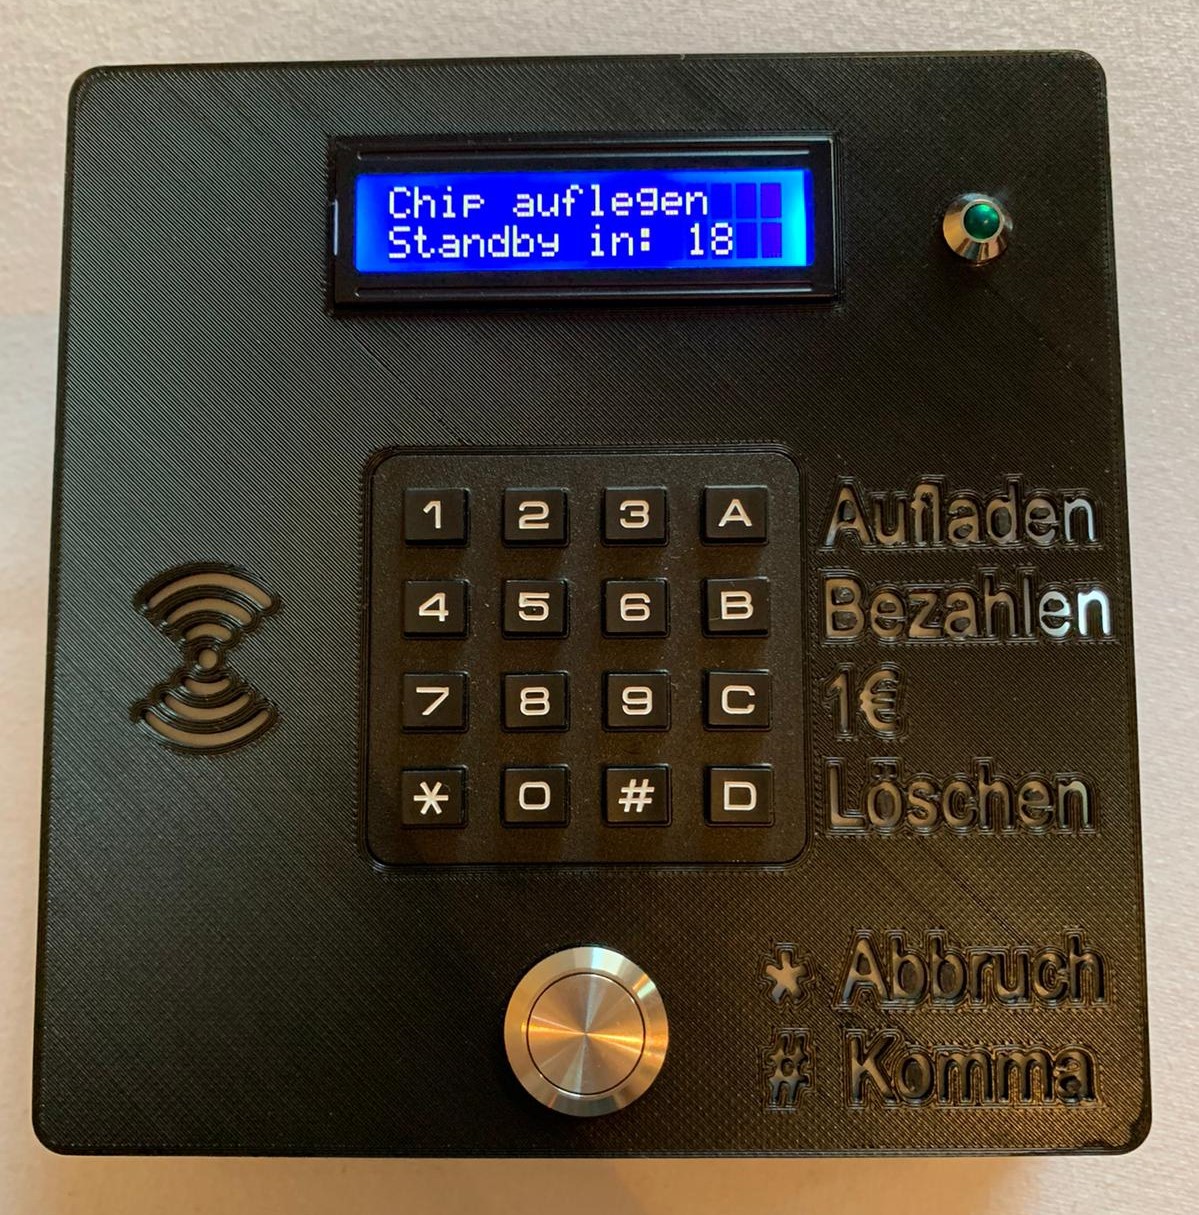 Chip auflegen
Standby in: 18
1 2 3 A Aufladen
4 5 6 B Bezahlen
7 8 9 C 1€
* 0 # D Löschen
* Abbruch
# Komma